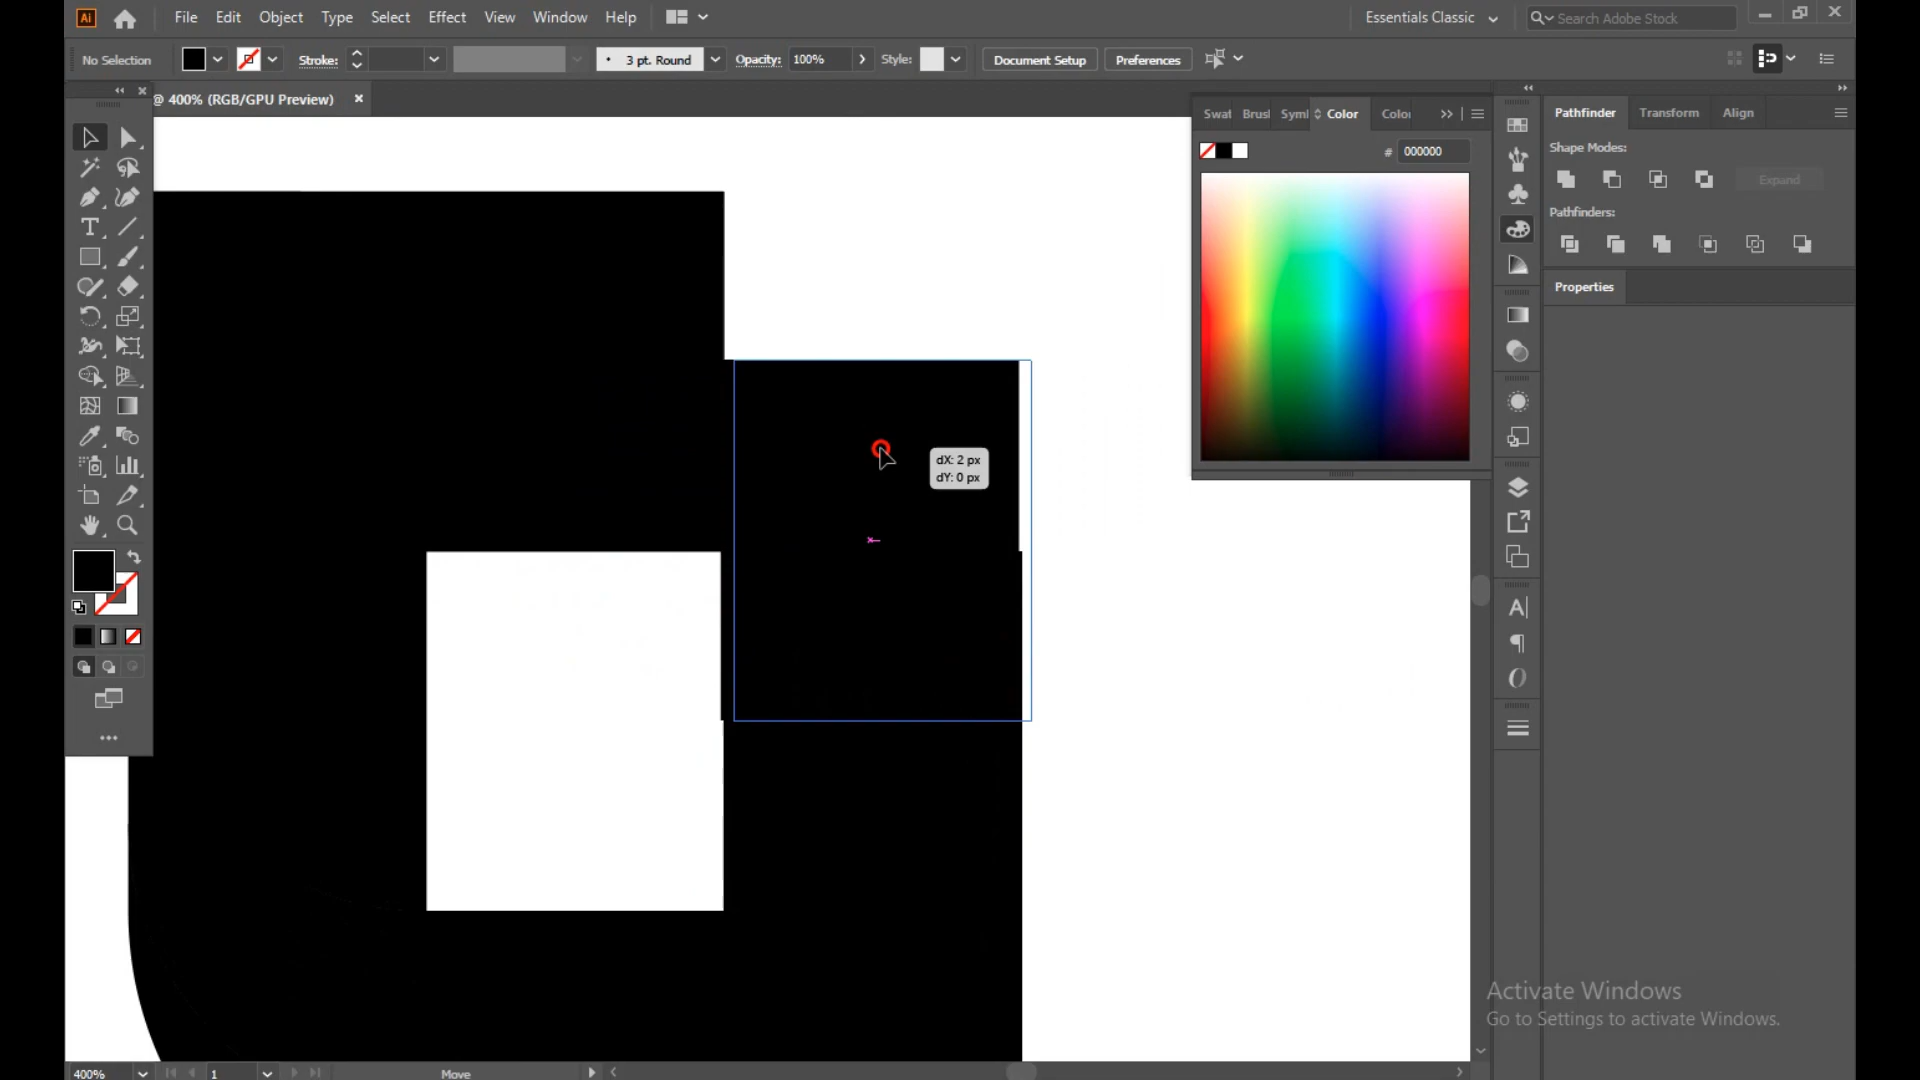 Ai File Edit Object Type Select Effect View Window Help Essentials Classic Search Adobe Stock
No Selection Stroke: 3 pt. Round Opacity: 100% Style: Document Setup Preferences
@ 400% (RGB/GPU Preview)
Swat Brus Syml Color Colo
# 000000
Pathfinder Transform Align
Shape Modes:
Expand
Pathfinders:
Properties
dX: 2 px
dY: 0 px
Activate Windows
Go to Settings to activate Windows.
400% 1 Move